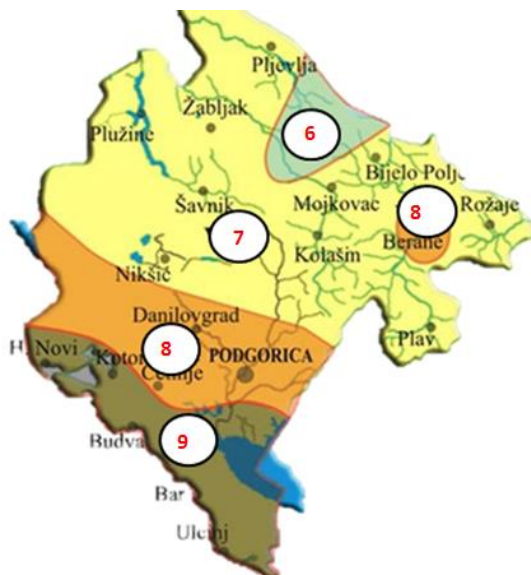 Pljevlja
Žabljak
6
Plužine
Bijelo Polje
Šavnik
Mojkovac
8
Rožaje
7
Kolašin
Berane
Nikšić
Danilovgrad
Plav
H. Novi
8
Kotor
PODGORICA
Cetinje
Budva
9
Bar
Ulcinj